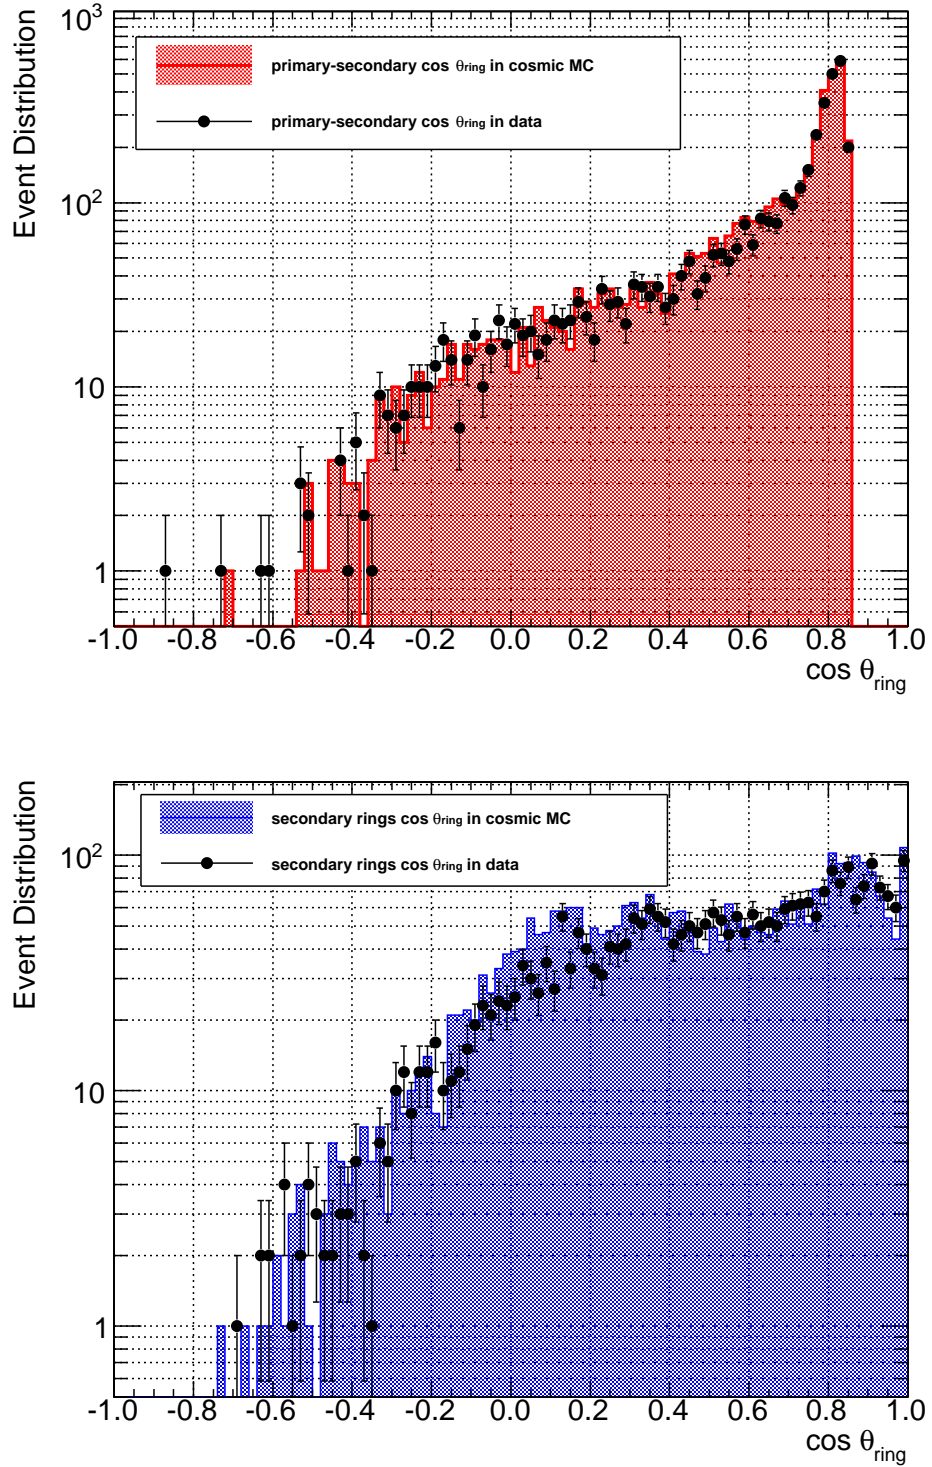 Event Distribution
10³
10²
10
1
primary-secondary cos θring in cosmic MC
primary-secondary cos θring in data
-1.0 -0.8 -0.6 -0.4 -0.2 0.0 0.2 0.4 0.6 0.8 1.0
cos θring
Event Distribution
10²
10
1
secondary rings cos θring in cosmic MC
secondary rings cos θring in data
-1.0 -0.8 -0.6 -0.4 -0.2 0.0 0.2 0.4 0.6 0.8 1.0
cos θring